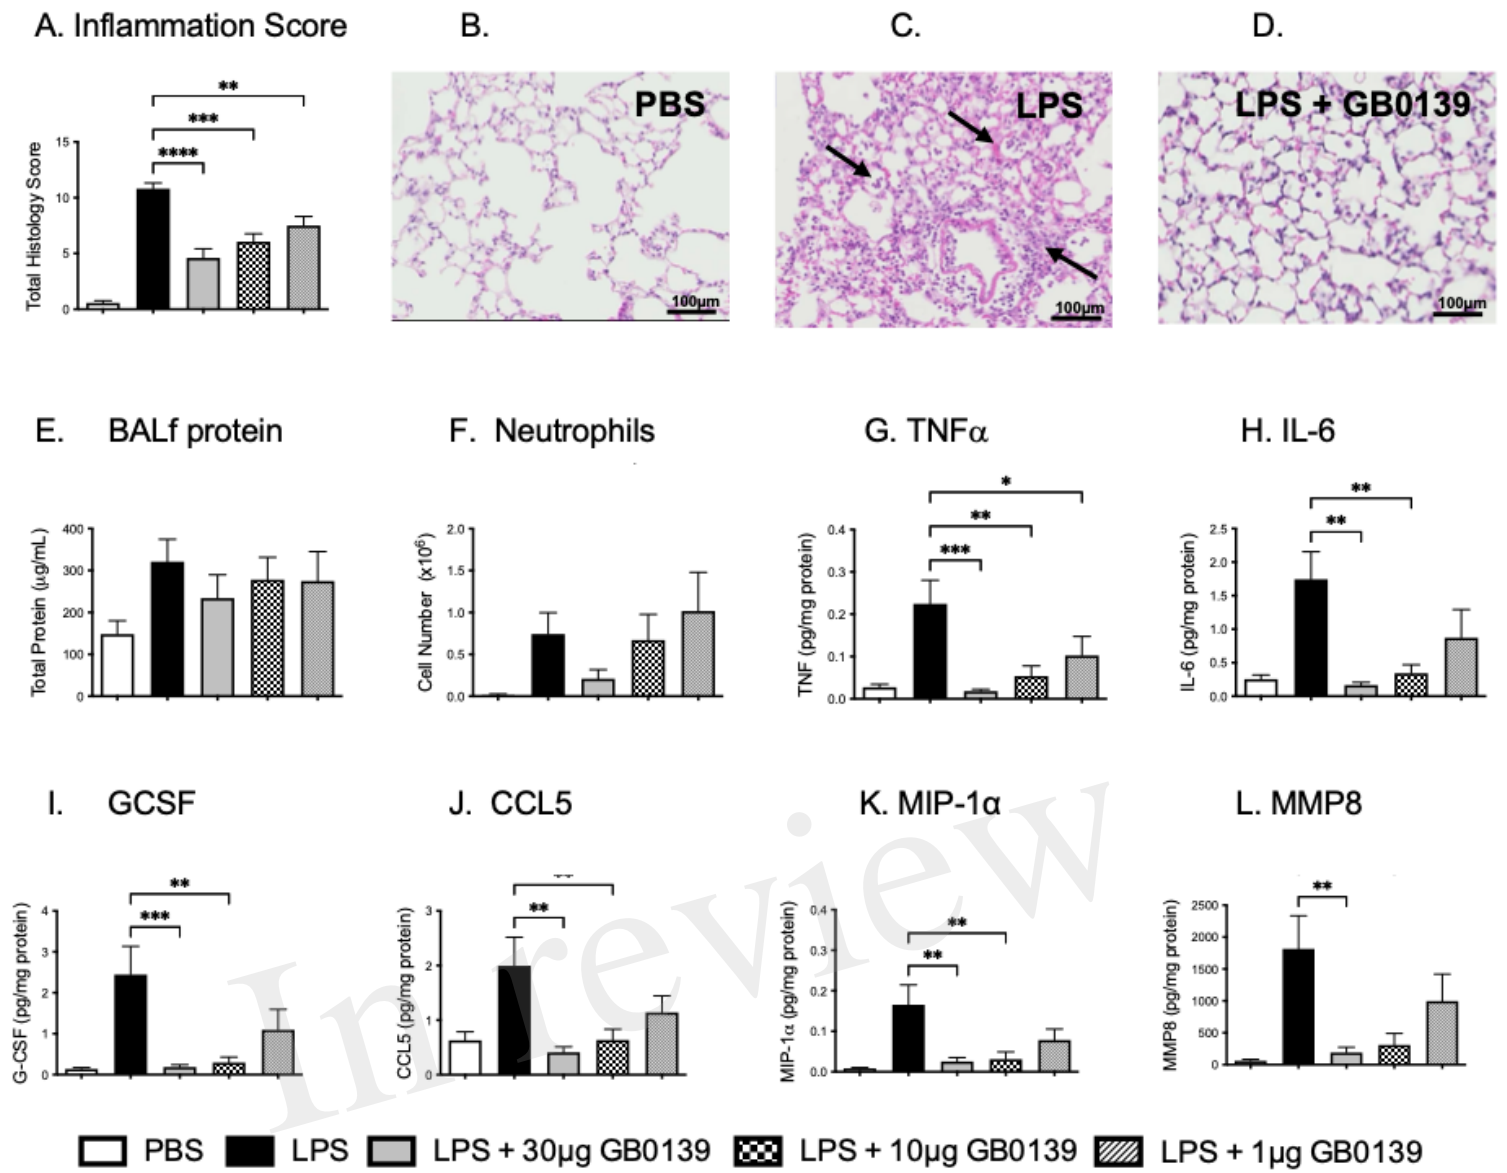 A. Inflammation Score
B.
C.
D.
**
***
****
Total Histology Score
15
10
5
0
PBS
100µm
LPS
100µm
LPS + GB0139
100µm
E. BALf protein
F. Neutrophils
G. TNFα
H. IL-6
Total Protein (µg/mL)
400
300
200
100
0
Cell Number (x10⁶)
2.0
1.5
1.0
0.5
0.0
*
**
***
TNF (pg/mg protein)
0.4
0.3
0.2
0.1
0.0
**
**
IL-6 (pg/mg protein)
2.5
2.0
1.5
1.0
0.5
0.0
I. GCSF
J. CCL5
K. MIP-1α
L. MMP8
**
***
G-CSF (pg/mg protein)
4
3
2
1
0
**
CCL5 (pg/mg protein)
3
2
1
0
**
**
MIP-1α (pg/mg protein)
0.4
0.3
0.2
0.1
0.0
**
MMP8 (pg/mg protein)
2500
2000
1500
1000
500
0
In review
PBS
LPS
LPS + 30µg GB0139
LPS + 10µg GB0139
LPS + 1µg GB0139